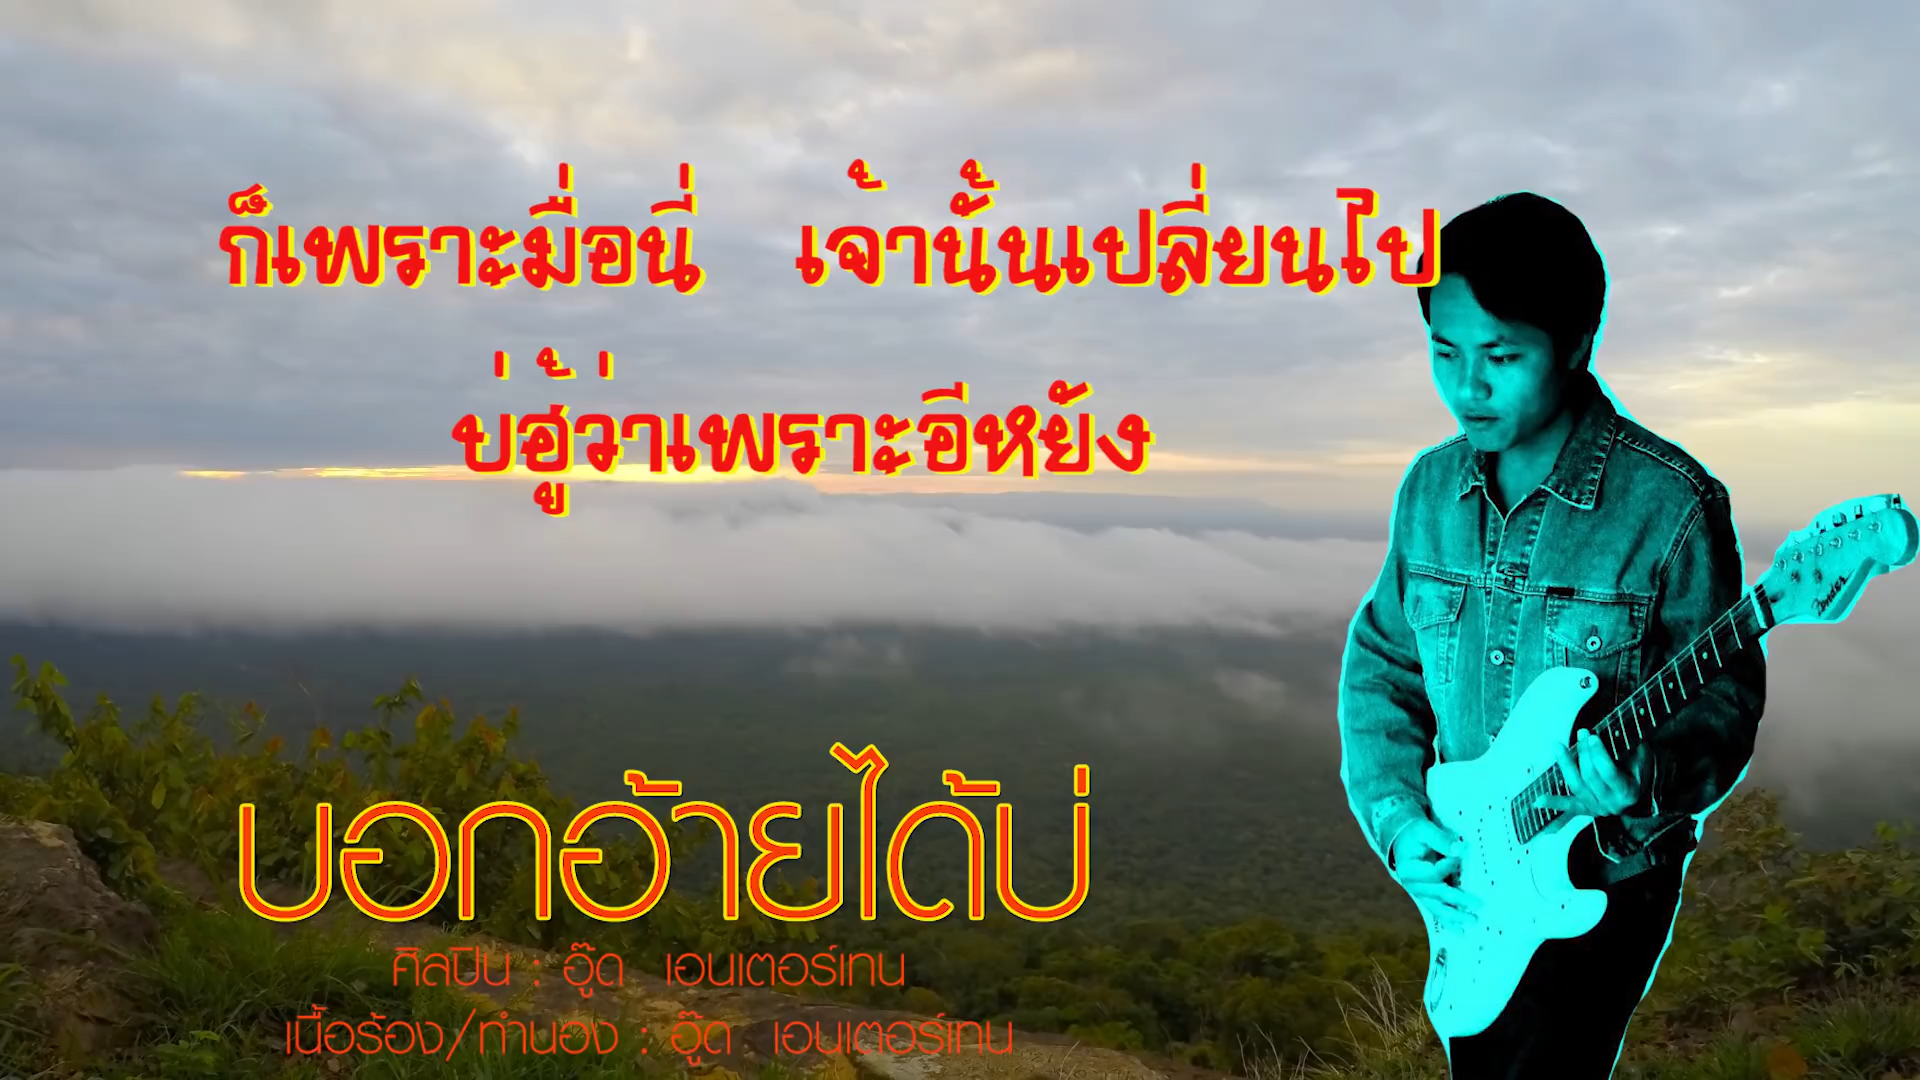 ก็เพราะมื่อนี่ เจ้านั้นเปลี่ยนไป
บ่ฮู้ว่าเพราะอีหยัง
Fender
บอกอ้ายได้บ่
ศิลปิน : อู๊ด เอนเตอร์เทน
เนื้อร้อง/ทำนอง : อู๊ด เอนเตอร์เทน